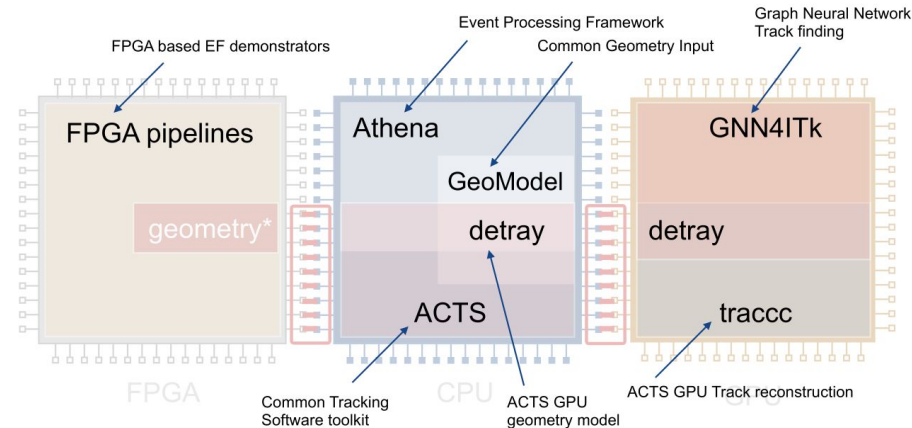 Graph Neural Network
Track finding
Event Processing Framework
Common Geometry Input
FPGA based EF demonstrators
FPGA pipelines
Athena
GNN4ITk
GeoModel
geometry*
detray
detray
ACTS
traccc
FPGA
CPU
GPU
Common Tracking
Software toolkit
ACTS GPU
geometry model
ACTS GPU Track reconstruction